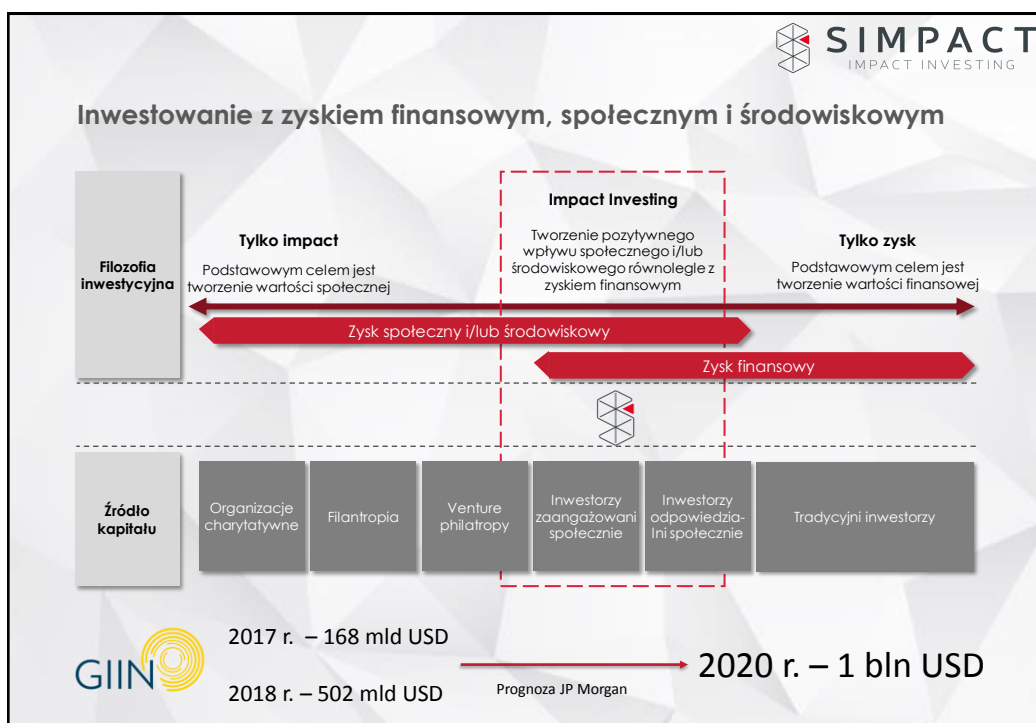 SIMPACT
IMPACT INVESTING
Inwestowanie z zyskiem finansowym, społecznym i środowiskowym
Filozofia
inwestycyjna
Tylko impact
Podstawowym celem jest
tworzenie wartości społecznej
Impact Investing
Tworzenie pozytywnego
wpływu społecznego i/lub
środowiskowego równolegle z
zyskiem finansowym
Tylko zysk
Podstawowym celem jest
tworzenie wartości finansowej
Zysk społeczny i/lub środowiskowy
Zysk finansowy
Źródło
kapitału
Organizacje
charytatywne
Filantropia
Venture
philatropy
Inwestorzy
zaangażowani
społecznie
Inwestorzy
odpowiedzia-
lni społecznie
Tradycyjni inwestorzy
GIIN
2017 r. – 168 mld USD
2018 r. – 502 mld USD
Prognoza JP Morgan
2020 r. – 1 bln USD